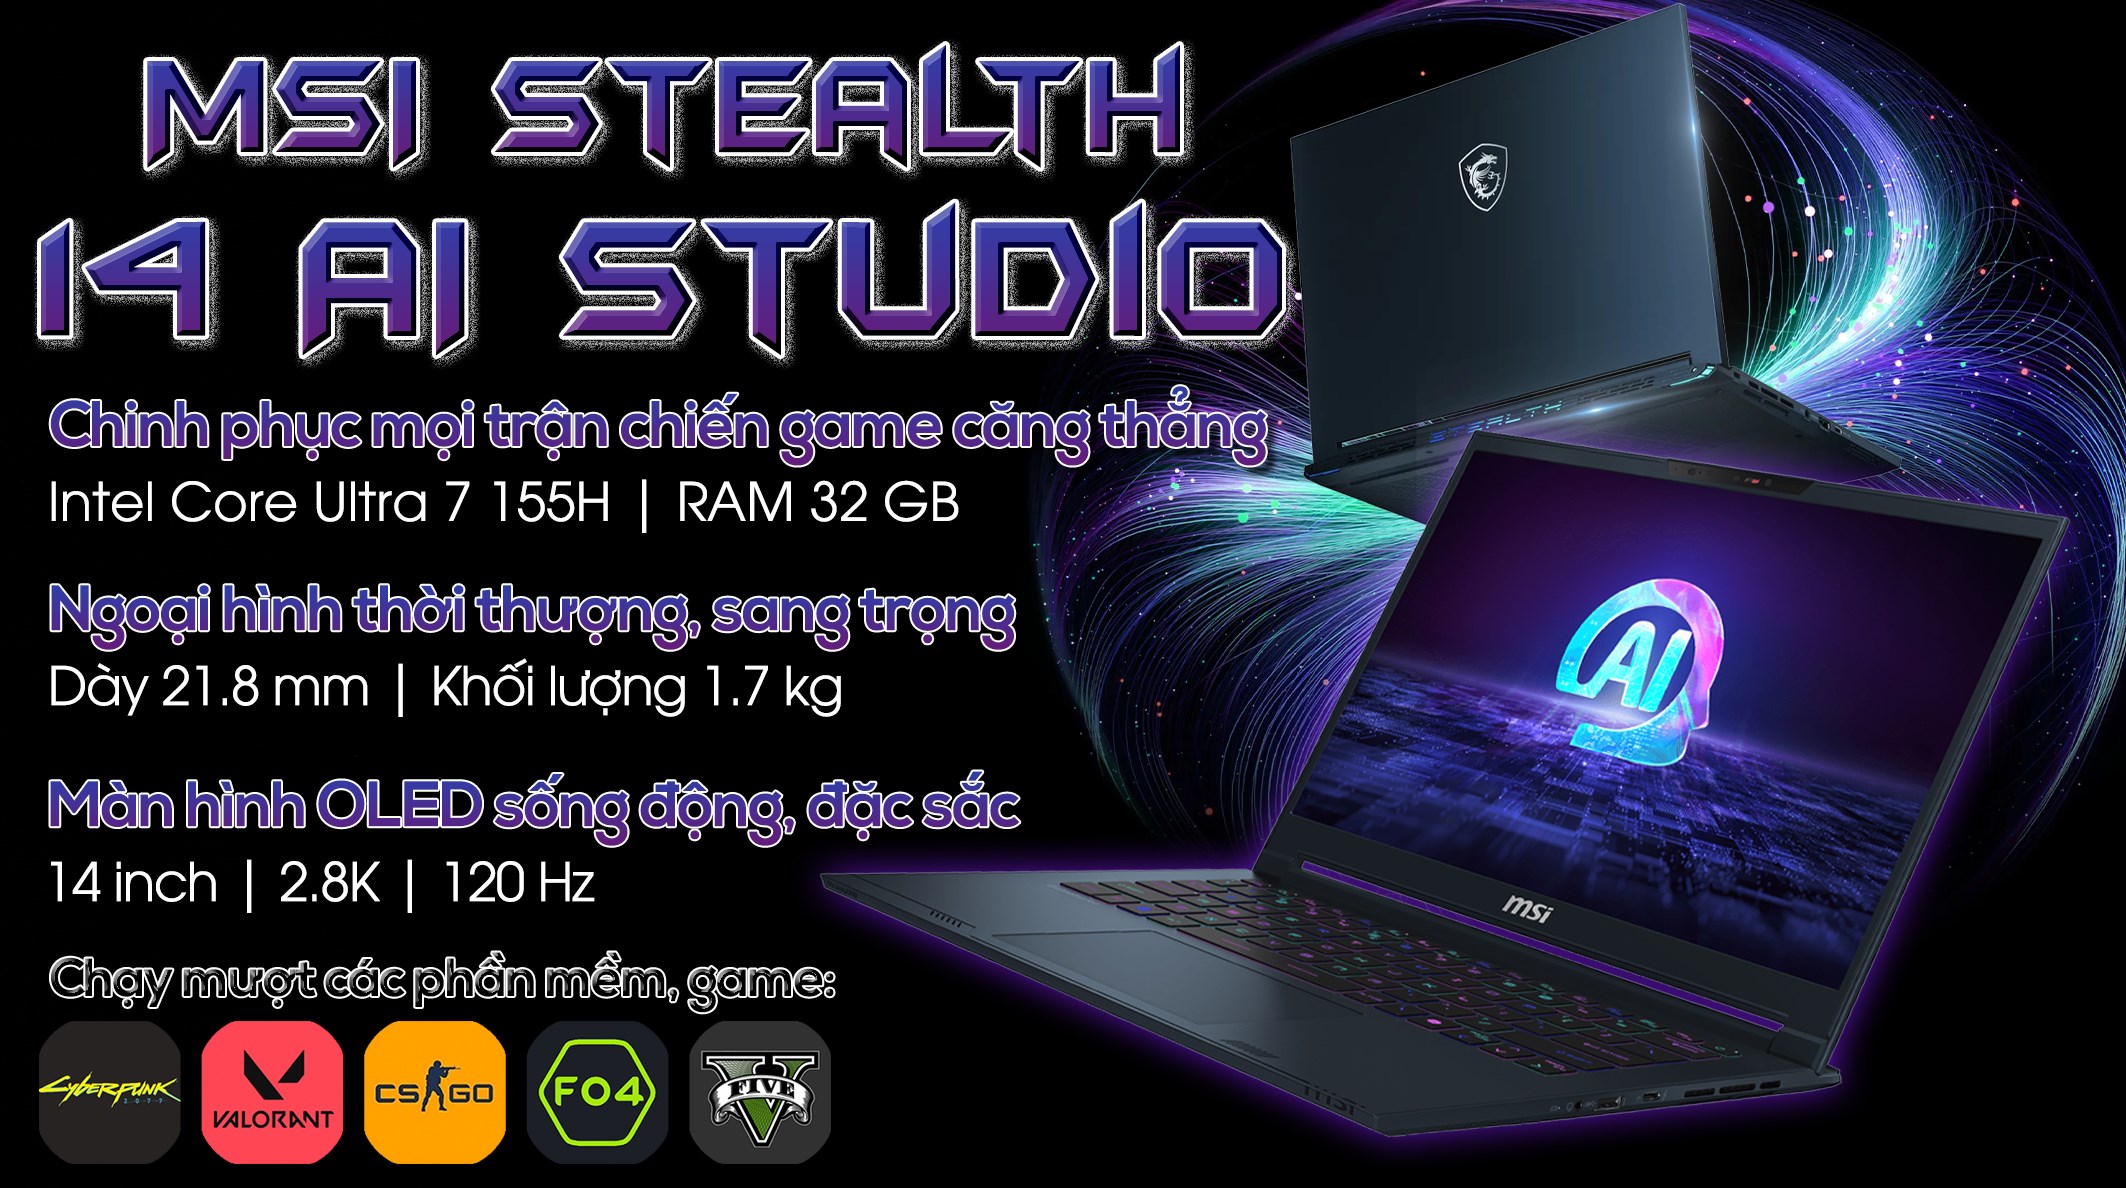 MSI STEALTH
14 AI STUDIO
Chinh phục mọi trận chiến game căng thẳng
Intel Core Ultra 7 155H | RAM 32 GB
Ngoại hình thời thượng, sang trọng
Dày 21.8 mm | Khối lượng 1.7 kg
Màn hình OLED sống động, đặc sắc
14 inch | 2.8K | 120 Hz
Chạy mượt các phần mềm, game:
Cyberpunk
2077
VALORANT
CS GO
FO4
V
FIVE
STEALTH
AI
msi
msi